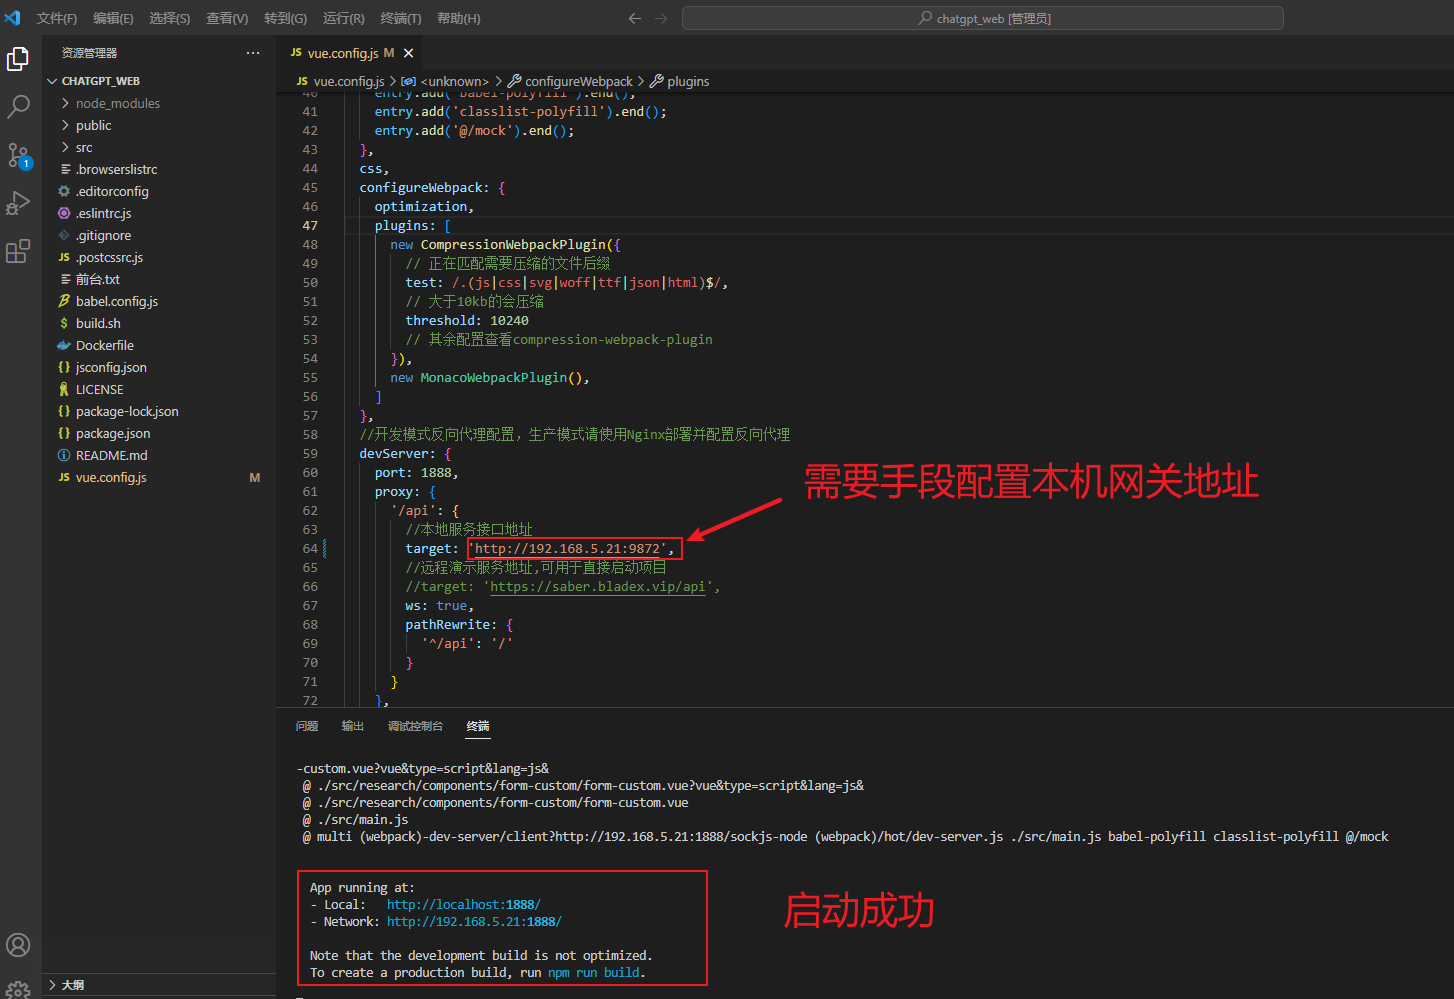 文件(F) 编辑(E) 选择(S) 查看(V) 转到(G) 运行(R) 终端(T) 帮助(H)
chatgpt_web [管理员]
资源管理器
CHATGPT_WEB
node_modules
public
src
.browserslistrc
.editorconfig
.eslintrc.js
.gitignore
JS .postcssrc.js
前台.txt
babel.config.js
$ build.sh
Dockerfile
{} jsconfig.json
LICENSE
{} package-lock.json
{} package.json
README.md
JS vue.config.js M
大纲
1
JS vue.config.js M
JS vue.config.js > <unknown> > configureWebpack > plugins
40 entry.add('babel-polyfill').end();
41 entry.add('classlist-polyfill').end();
42 entry.add('@/mock').end();
43 },
44 css,
45 configureWebpack: {
46 optimization,
47 plugins: [
48 new CompressionWebpackPlugin({
49 // 正在匹配需要压缩的文件后缀
50 test: /.(js|css|svg|woff|ttf|json|html)$/,
51 // 大于10kb的会压缩
52 threshold: 10240
53 // 其余配置查看compression-webpack-plugin
54 }),
55 new MonacoWebpackPlugin(),
56 ]
57 },
58 //开发模式反向代理配置，生产模式请使用Nginx部署并配置反向代理
59 devServer: {
60 port: 1888,
61 proxy: {
62 '/api': {
63 //本地服务接口地址
64 target: 'http://192.168.5.21:9872',
65 //远程演示服务地址,可用于直接启动项目
66 //target: 'https://saber.bladex.vip/api',
67 ws: true,
68 pathRewrite: {
69 '^/api': '/'
70 }
71 }
72 },
需要手段配置本机网关地址
问题 输出 调试控制台 终端
-custom.vue?vue&type=script&lang=js&
@ ./src/research/components/form-custom/form-custom.vue?vue&type=script&lang=js&
@ ./src/research/components/form-custom/form-custom.vue
@ ./src/main.js
@ multi (webpack)-dev-server/client?http://192.168.5.21:1888/sockjs-node (webpack)/hot/dev-server.js ./src/main.js babel-polyfill classlist-polyfill @/mock
App running at:
- Local: http://localhost:1888/
- Network: http://192.168.5.21:1888/
Note that the development build is not optimized.
To create a production build, run npm run build.
启动成功